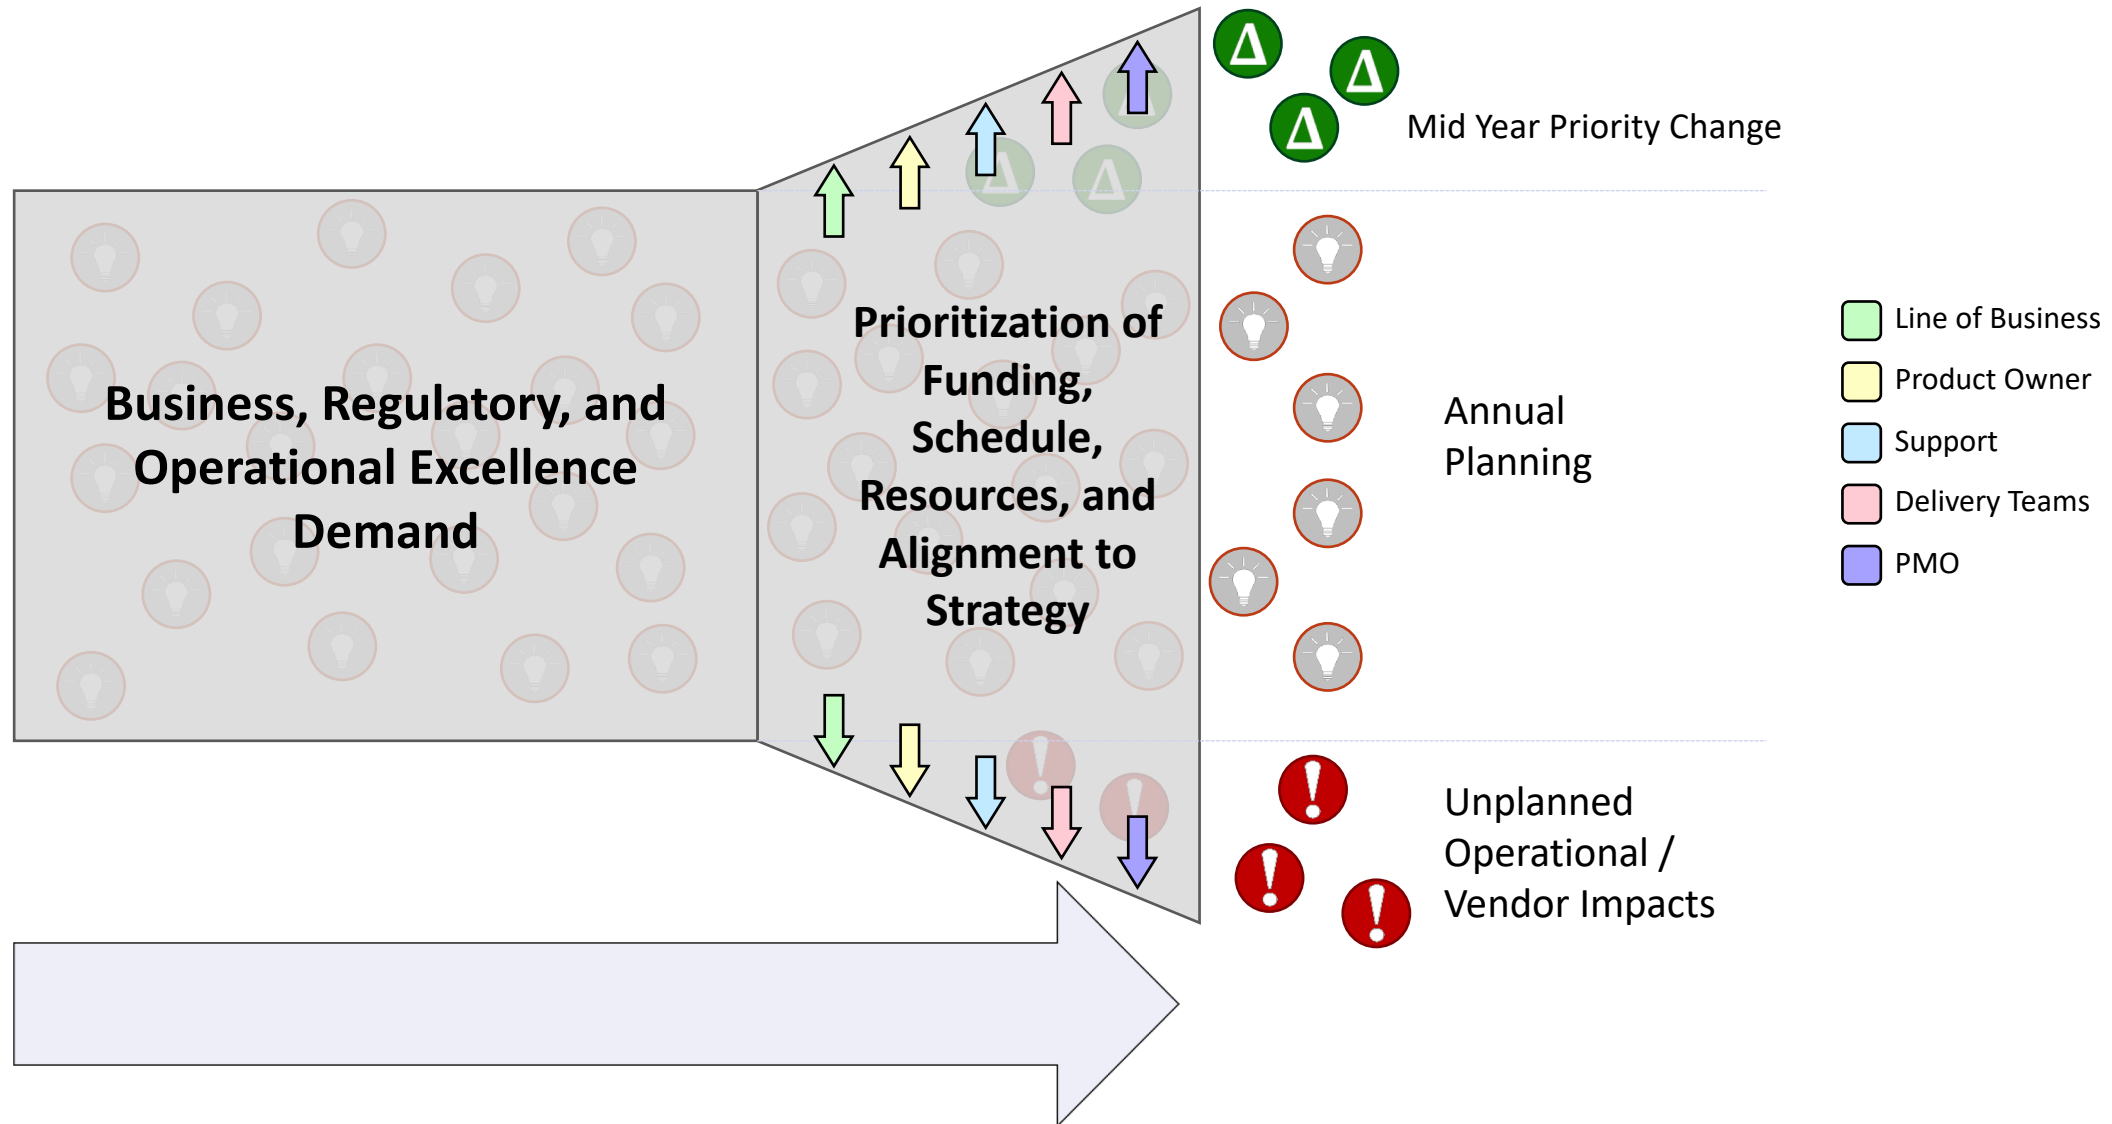 Business, Regulatory, and
Operational Excellence
Demand
Prioritization of
Funding,
Schedule,
Resources, and
Alignment to
Strategy
Δ
Δ
Δ
Δ
Δ
Δ
Mid Year Priority Change
Annual
Planning
!
!
!
!
!
Unplanned
Operational /
Vendor Impacts
Line of Business
Product Owner
Support
Delivery Teams
PMO